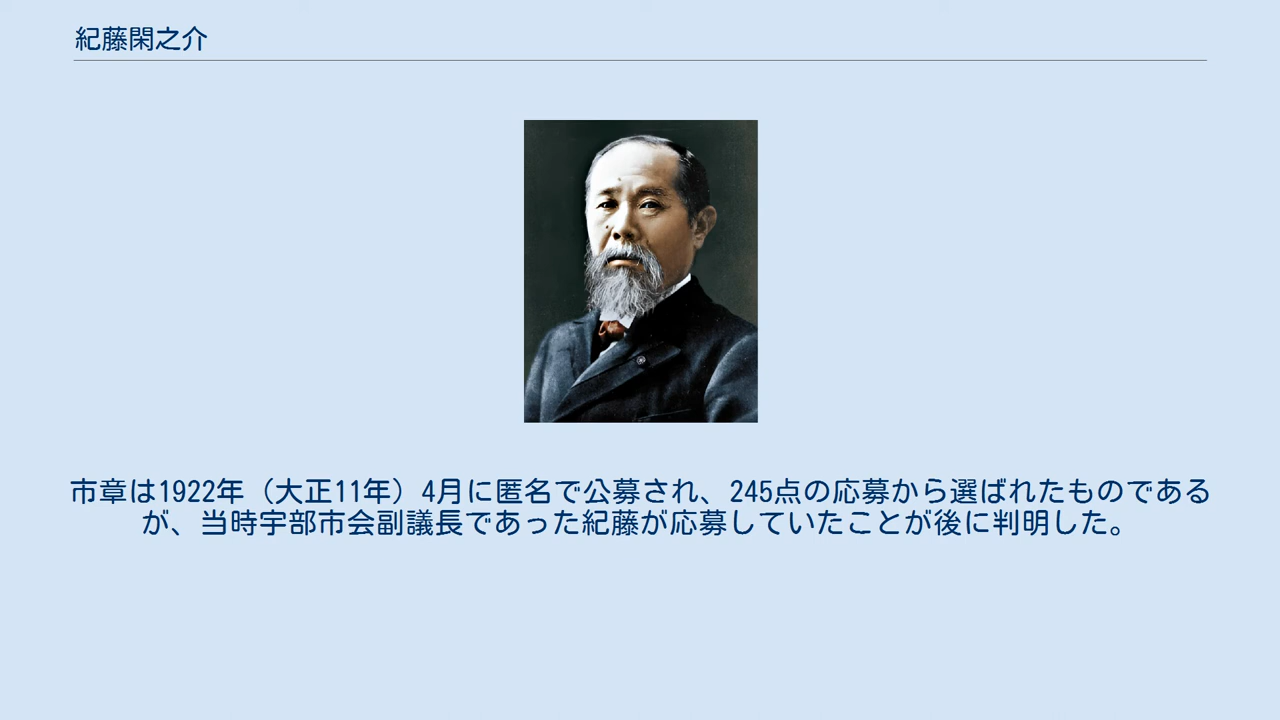 紀藤閑之介
市章は1922年（大正11年）4月に匿名で公募され、245点の応募から選ばれたものである
が、当時宇部市会副議長であった紀藤が応募していたことが後に判明した。